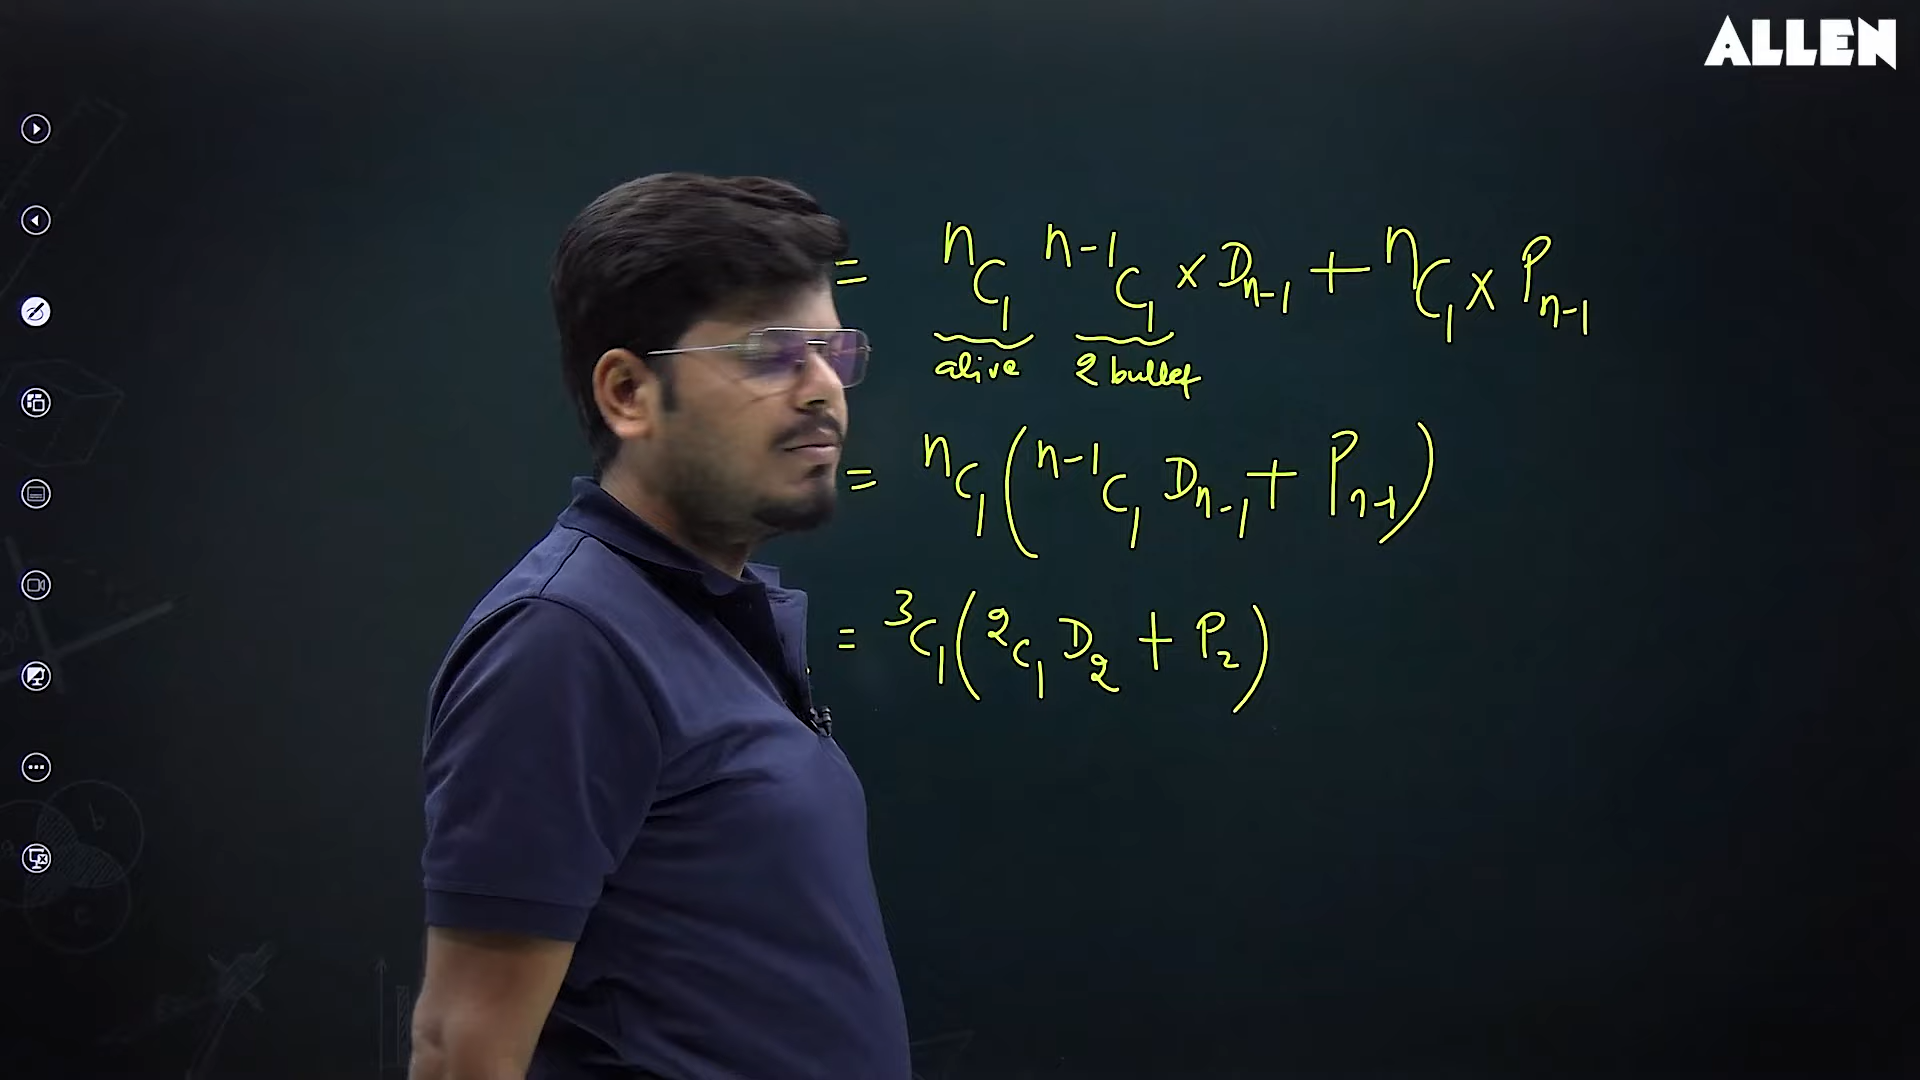 ALLEN
= ⁿC₁ ⁿ⁻¹C₁ × Dₙ₋₁ + ⁿC₁ × Pₙ₋₁
alive 2 bullet
= ⁿC₁(ⁿ⁻¹C₁ Dₙ₋₁ + Pₙ₋₁)
= ³C₁(²C₁ D₂ + P₂)